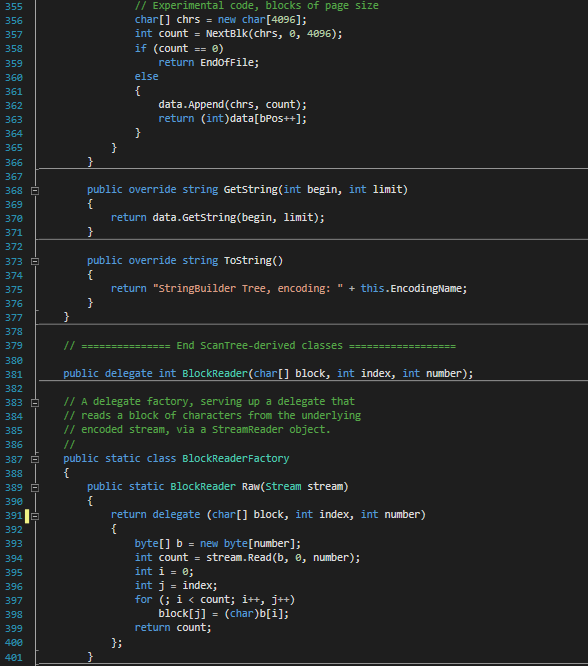 355 // Experimental code, blocks of page size
356 char[] chrs = new char[4096];
357 int count = NextBlk(chrs, 0, 4096);
358 if (count == 0)
359 return EndOfFile;
360 else
361 {
362 data.Append(chrs, count);
363 return (int)data[bPos++];
364 }
365 }
366 }
367
368 public override string GetString(int begin, int limit)
369 {
370 return data.GetString(begin, limit);
371 }
372
373 public override string ToString()
374 {
375 return "StringBuilder Tree, encoding: " + this.EncodingName;
376 }
377 }
378
379 // =============== End ScanTree-derived classes ==================
380
381 public delegate int BlockReader(char[] block, int index, int number);
382
383 // A delegate factory, serving up a delegate that
384 // reads a block of characters from the underlying
385 // encoded stream, via a StreamReader object.
386 //
387 public static class BlockReaderFactory
388 {
389 public static BlockReader Raw(Stream stream)
390 {
391 return delegate (char[] block, int index, int number)
392 {
393 byte[] b = new byte[number];
394 int count = stream.Read(b, 0, number);
395 int i = 0;
396 int j = index;
397 for (; i < count; i++, j++)
398 block[j] = (char)b[i];
399 return count;
400 };
401 }